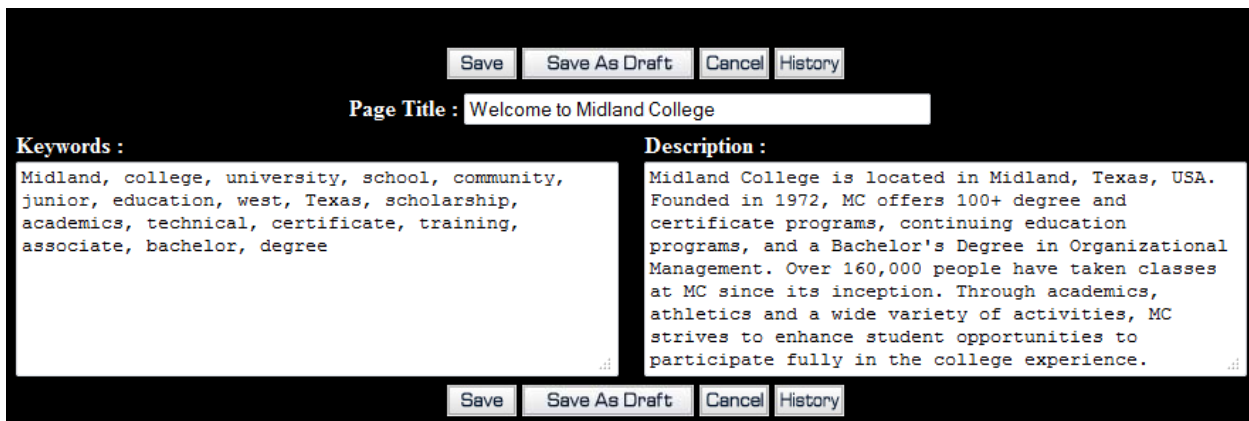 Save Save As Draft Cancel History
Page Title : Welcome to Midland College
Keywords :
Midland, college, university, school, community,
junior, education, west, Texas, scholarship,
academics, technical, certificate, training,
associate, bachelor, degree
Description :
Midland College is located in Midland, Texas, USA.
Founded in 1972, MC offers 100+ degree and
certificate programs, continuing education
programs, and a Bachelor's Degree in Organizational
Management. Over 160,000 people have taken classes
at MC since its inception. Through academics,
athletics and a wide variety of activities, MC
strives to enhance student opportunities to
participate fully in the college experience.
Save Save As Draft Cancel History